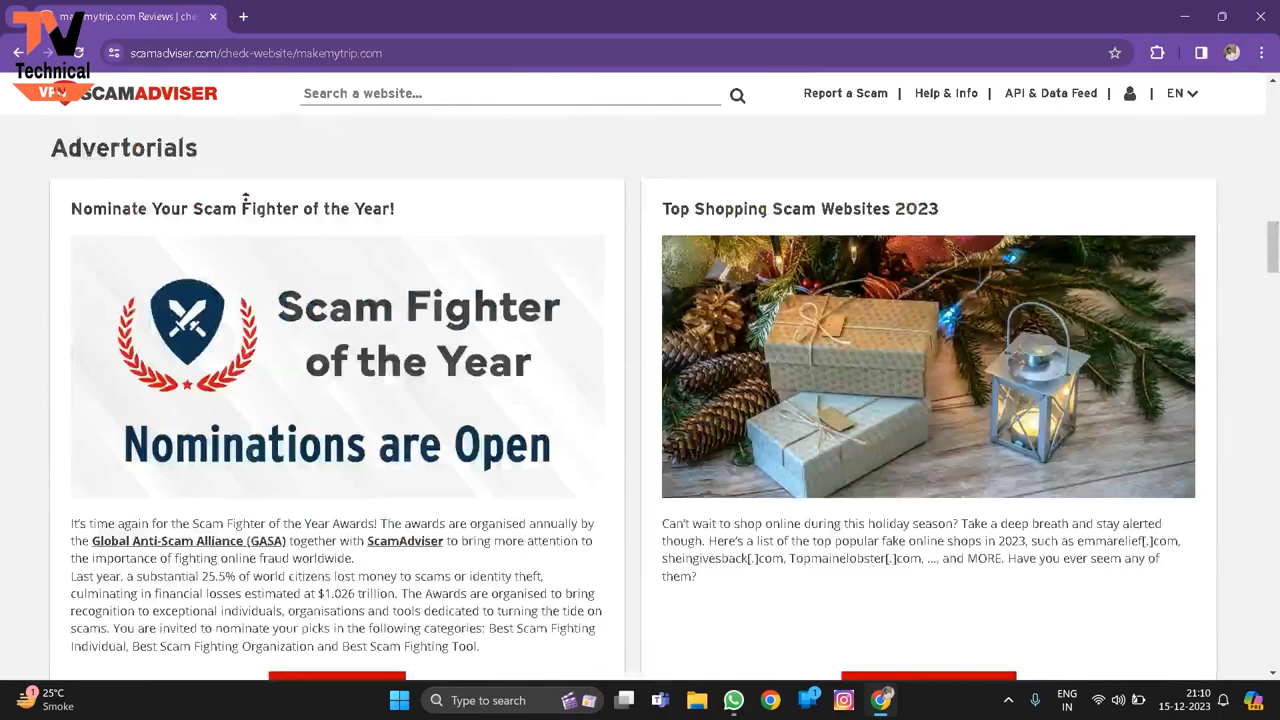 makemytrip.com Reviews | che
scamadviser.com/check-website/makemytrip.com
TV
Technical
VPN
SCAMADVISER
Search a website...
Report a Scam | Help & Info | API & Data Feed | | EN
Advertorials
Nominate Your Scam Fighter of the Year!
Scam Fighter
of the Year
Nominations are Open
It's time again for the Scam Fighter of the Year Awards! The awards are organised annually by
the Global Anti-Scam Alliance (GASA) together with ScamAdviser to bring more attention to
the importance of fighting online fraud worldwide.
Last year, a substantial 25.5% of world citizens lost money to scams or identity theft,
culminating in financial losses estimated at $1.026 trillion. The Awards are organised to bring
recognition to exceptional individuals, organisations and tools dedicated to turning the tide on
scams. You are invited to nominate your picks in the following categories: Best Scam Fighting
Individual, Best Scam Fighting Organization and Best Scam Fighting Tool.
Top Shopping Scam Websites 2023
Can't wait to shop online during this holiday season? Take a deep breath and stay alerted
though. Here's a list of the top popular fake online shops in 2023, such as emmarelief[.]com,
sheingivesback[.]com, Topmainelobster[.]com, ..., and MORE. Have you ever seem any of
them?
1
25°C
Smoke
Type to search
1
ENG
IN
21:10
15-12-2023